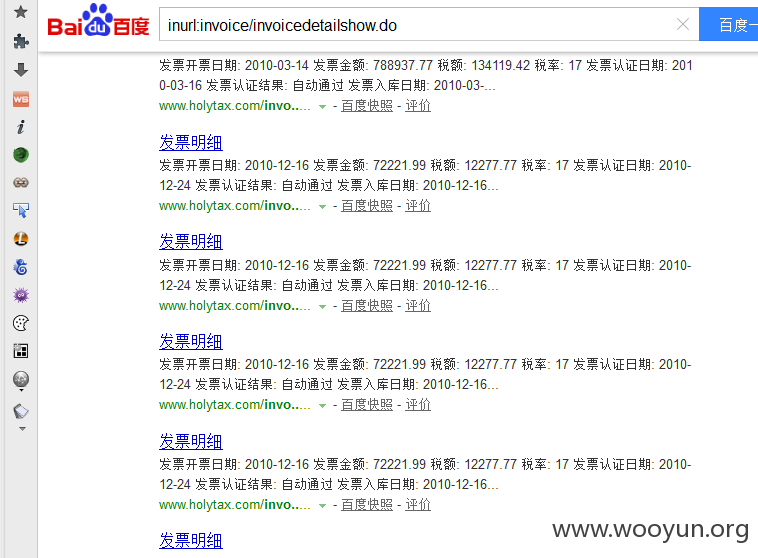 Bai du 百度
inurl:invoice/invoicedetailshow.do
百度一
发票开票日期: 2010-03-14 发票金额: 788937.77 税额: 134119.42 税率: 17 发票认证日期: 201
0-03-16 发票认证结果: 自动通过 发票入库日期: 2010-03-...
www.holytax.com/invo..... - 百度快照 - 评价
发票明细
发票开票日期: 2010-12-16 发票金额: 72221.99 税额: 12277.77 税率: 17 发票认证日期: 2010-
12-24 发票认证结果: 自动通过 发票入库日期: 2010-12-16...
www.holytax.com/invo..... - 百度快照 - 评价
发票明细
发票开票日期: 2010-12-16 发票金额: 72221.99 税额: 12277.77 税率: 17 发票认证日期: 2010-
12-24 发票认证结果: 自动通过 发票入库日期: 2010-12-16...
www.holytax.com/invo..... - 百度快照 - 评价
发票明细
发票开票日期: 2010-12-16 发票金额: 72221.99 税额: 12277.77 税率: 17 发票认证日期: 2010-
12-24 发票认证结果: 自动通过 发票入库日期: 2010-12-16...
www.holytax.com/invo..... - 百度快照 - 评价
发票明细
发票开票日期: 2010-12-16 发票金额: 72221.99 税额: 12277.77 税率: 17 发票认证日期: 2010-
12-24 发票认证结果: 自动通过 发票入库日期: 2010-12-16...
www.holytax.com/invo..... - 百度快照 - 评价
发票明细
www.wooyun.org